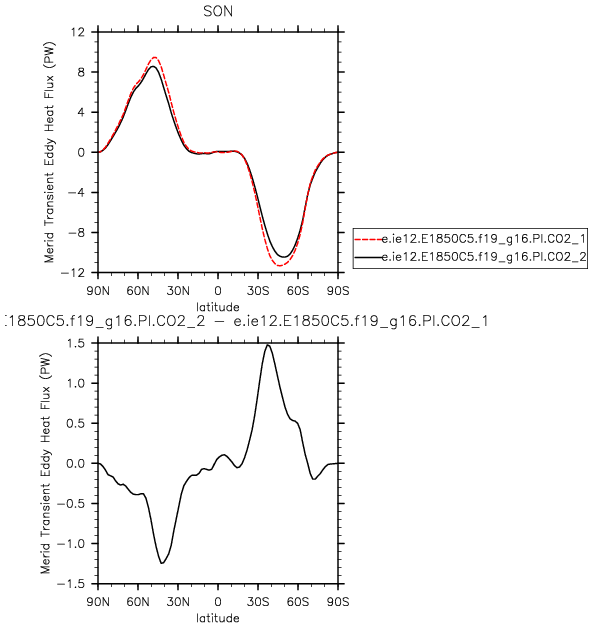 SON
Merid Transient Eddy Heat Flux (PW)
12
8
4
0
−4
−8
−12
90N 60N 30N 0 30S 60S 90S
latitude
e.ie12.E1850C5.f19_g16.PI.CO2_1
e.ie12.E1850C5.f19_g16.PI.CO2_2
1850C5.f19_g16.PI.CO2_2 − e.ie12.E1850C5.f19_g16.PI.CO2_1
Merid Transient Eddy Heat Flux (PW)
1.5
1.0
0.5
0.0
−0.5
−1.0
−1.5
90N 60N 30N 0 30S 60S 90S
latitude